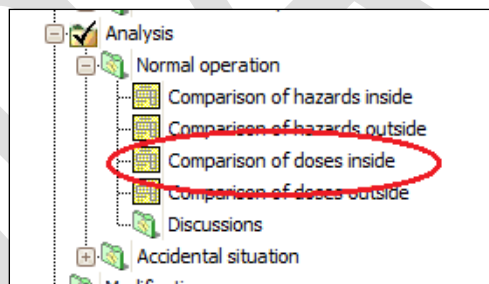 Analysis
Normal operation
Comparison of hazards inside
Comparison of hazards outside
Comparison of doses inside
Comparison of doses outside
Discussions
Accidental situation